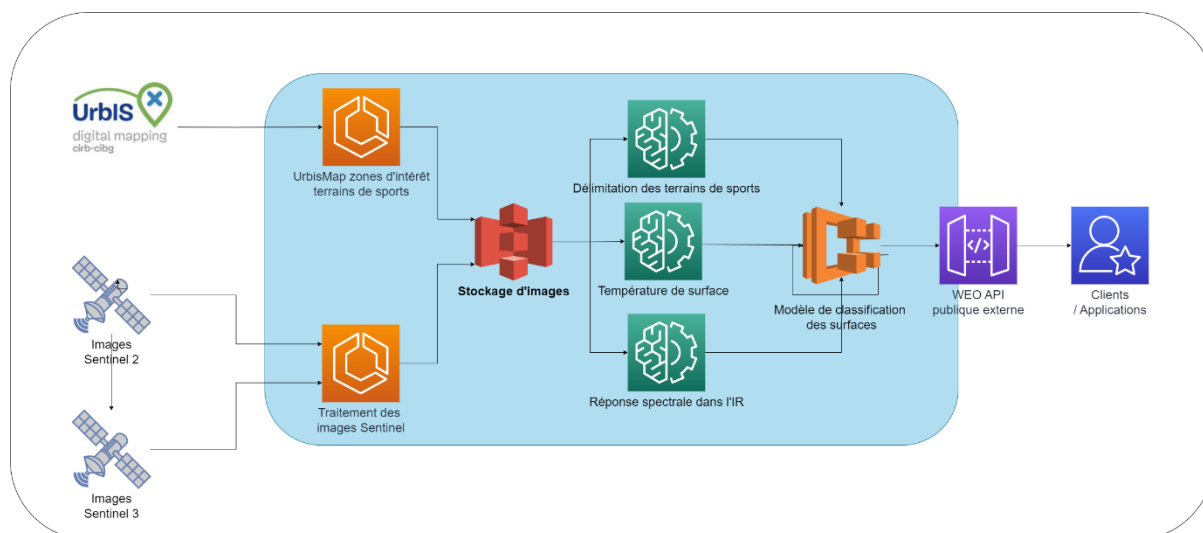 UrbIS
digital mapping
cirb-cibg
UrbisMap zones d'intérêt
terrains de sports
Délimitation des terrains de sports
Stockage d'images
Température de surface
Modèle de classification
des surfaces
</>
WEO API
publique externe
Clients
/ Applications
Images
Sentinel 2
Traitement des
images Sentinel
Réponse spectrale dans l'IR
Images
Sentinel 3